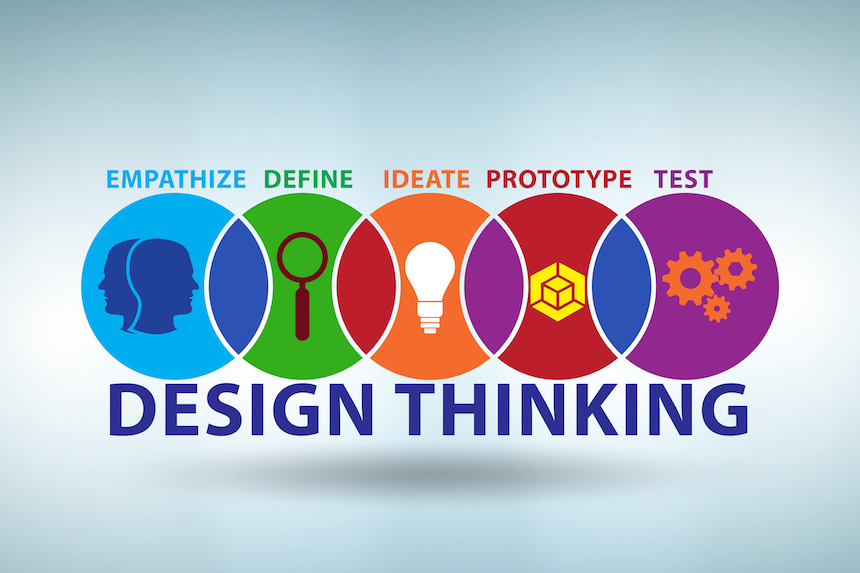 EMPATHIZE DEFINE IDEATE PROTOTYPE TEST
DESIGN THINKING